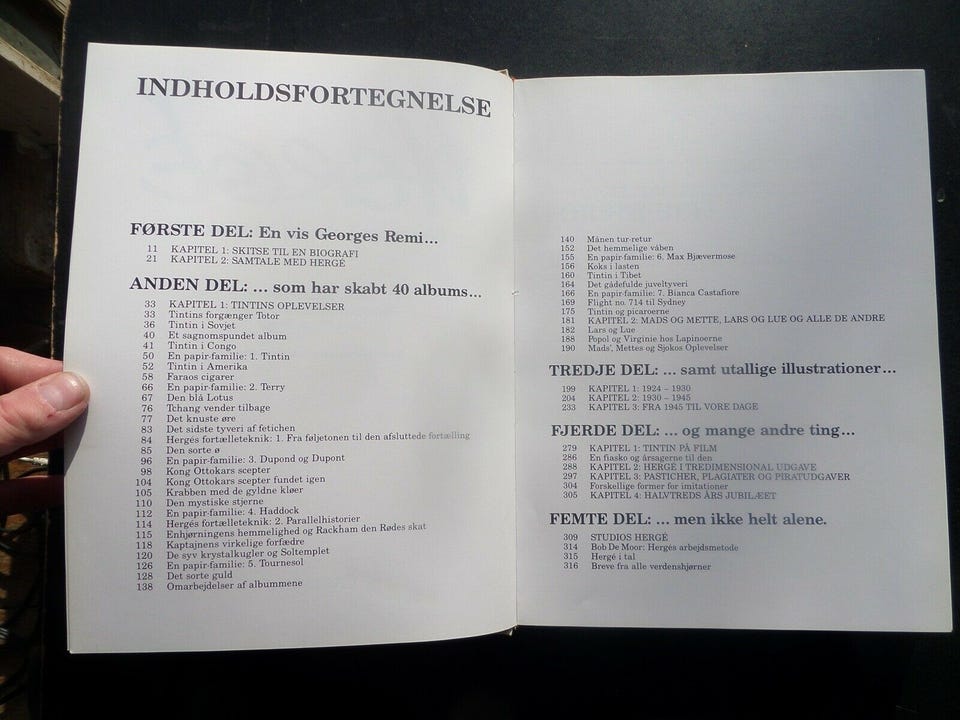 INDHOLDSFORTEGNELSE
FØRSTE DEL: En vis Georges Remi...
11 KAPITEL 1: SKITSE TIL EN BIOGRAFI
21 KAPITEL 2: SAMTALE MED HERGÉ
ANDEN DEL: ... som har skabt 40 albums...
33 KAPITEL 1: TINTINS OPLEVELSER
33 Tintins forgænger Totor
36 Tintin i Sovjet
40 Et sagnomspundet album
41 Tintin i Congo
50 En papir-familie: 1. Tintin
52 Tintin i Amerika
58 Faraos cigarer
66 En papir-familie: 2. Terry
67 Den blå Lotus
76 Tchang vender tilbage
77 Det knuste øre
83 Det sidste tyveri af fetichen
84 Hergés fortælleteknik: 1. Fra føljetonen til den afsluttede fortælling
85 Den sorte ø
96 En papir-familie: 3. Dupond og Dupont
98 Kong Ottokars scepter
104 Kong Ottokars scepter fundet igen
105 Krabben med de gyldne kløer
110 Den mystiske stjerne
112 En papir-familie: 4. Haddock
114 Hergés fortælleteknik: 2. Parallelhistorier
115 Enhjørningens hemmelighed og Rackham den Rødes skat
118 Kaptajnens virkelige forfædre
120 De syv krystalkugler og Soltemplet
126 En papir-familie: 5. Tournesol
128 Det sorte guld
138 Omarbejdelser af albummene
140 Månen tur-retur
152 Det hemmelige våben
155 En papir-familie: 6. Max Bjævermose
156 Koks i lasten
160 Tintin i Tibet
164 Det gådefulde juveltyveri
166 En papir-familie: 7. Bianca Castafiore
169 Flight no. 714 til Sydney
175 Tintin og picaroerne
181 KAPITEL 2: MADS OG METTE, LARS OG LUE OG ALLE DE ANDRE
182 Lars og Lue
188 Popol og Virginie hos Lapinoerne
190 Mads', Mettes og Sjokos Oplevelser
TREDJE DEL: ... samt utallige illustrationer...
199 KAPITEL 1: 1924 – 1930
204 KAPITEL 2: 1930 – 1945
233 KAPITEL 3: FRA 1945 TIL VORE DAGE
FJERDE DEL: ... og mange andre ting...
279 KAPITEL 1: TINTIN PÅ FILM
286 En fiasko og årsagerne til den
288 KAPITEL 2: HERGÉ I TREDIMENSIONAL UDGAVE
297 KAPITEL 3: PASTICHER, PLAGIATER OG PIRATUDGAVER
304 Forskellige former for imitationer
305 KAPITEL 4: HALVTREDS ÅRS JUBILÆET
FEMTE DEL: ... men ikke helt alene.
309 STUDIOS HERGÉ
314 Bob De Moor: Hergés arbejdsmetode
315 Hergé i tal
316 Breve fra alle verdenshjørner